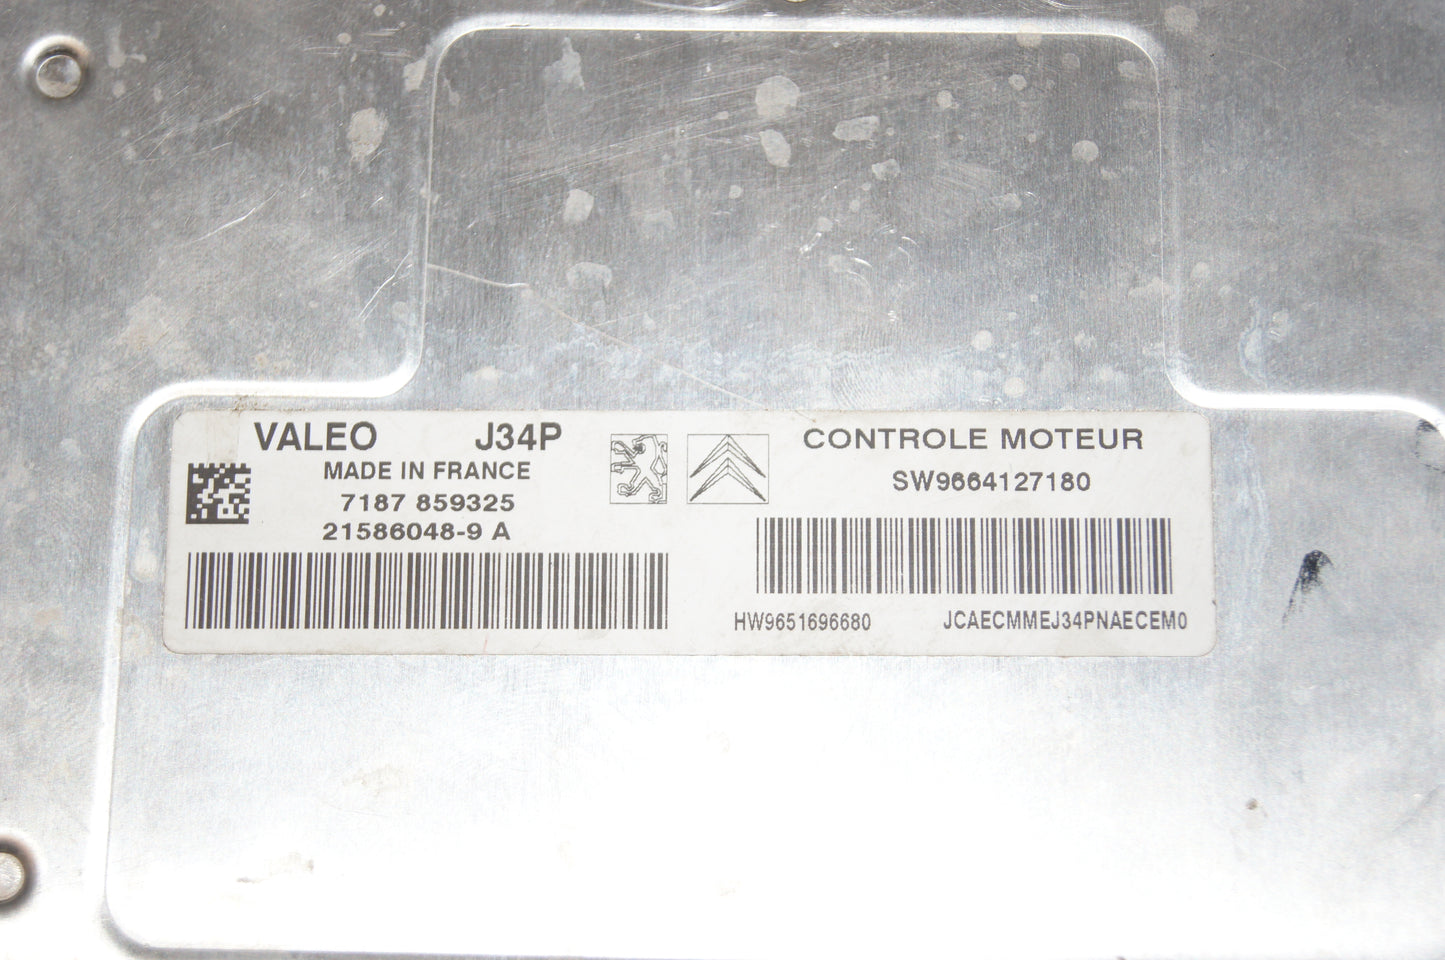 VALEO J34P
MADE IN FRANCE
7187 859325
21586048-9 A
CONTROLE MOTEUR
SW9664127180
HW9651696680 JCAECMMEJ34PNAECEM0